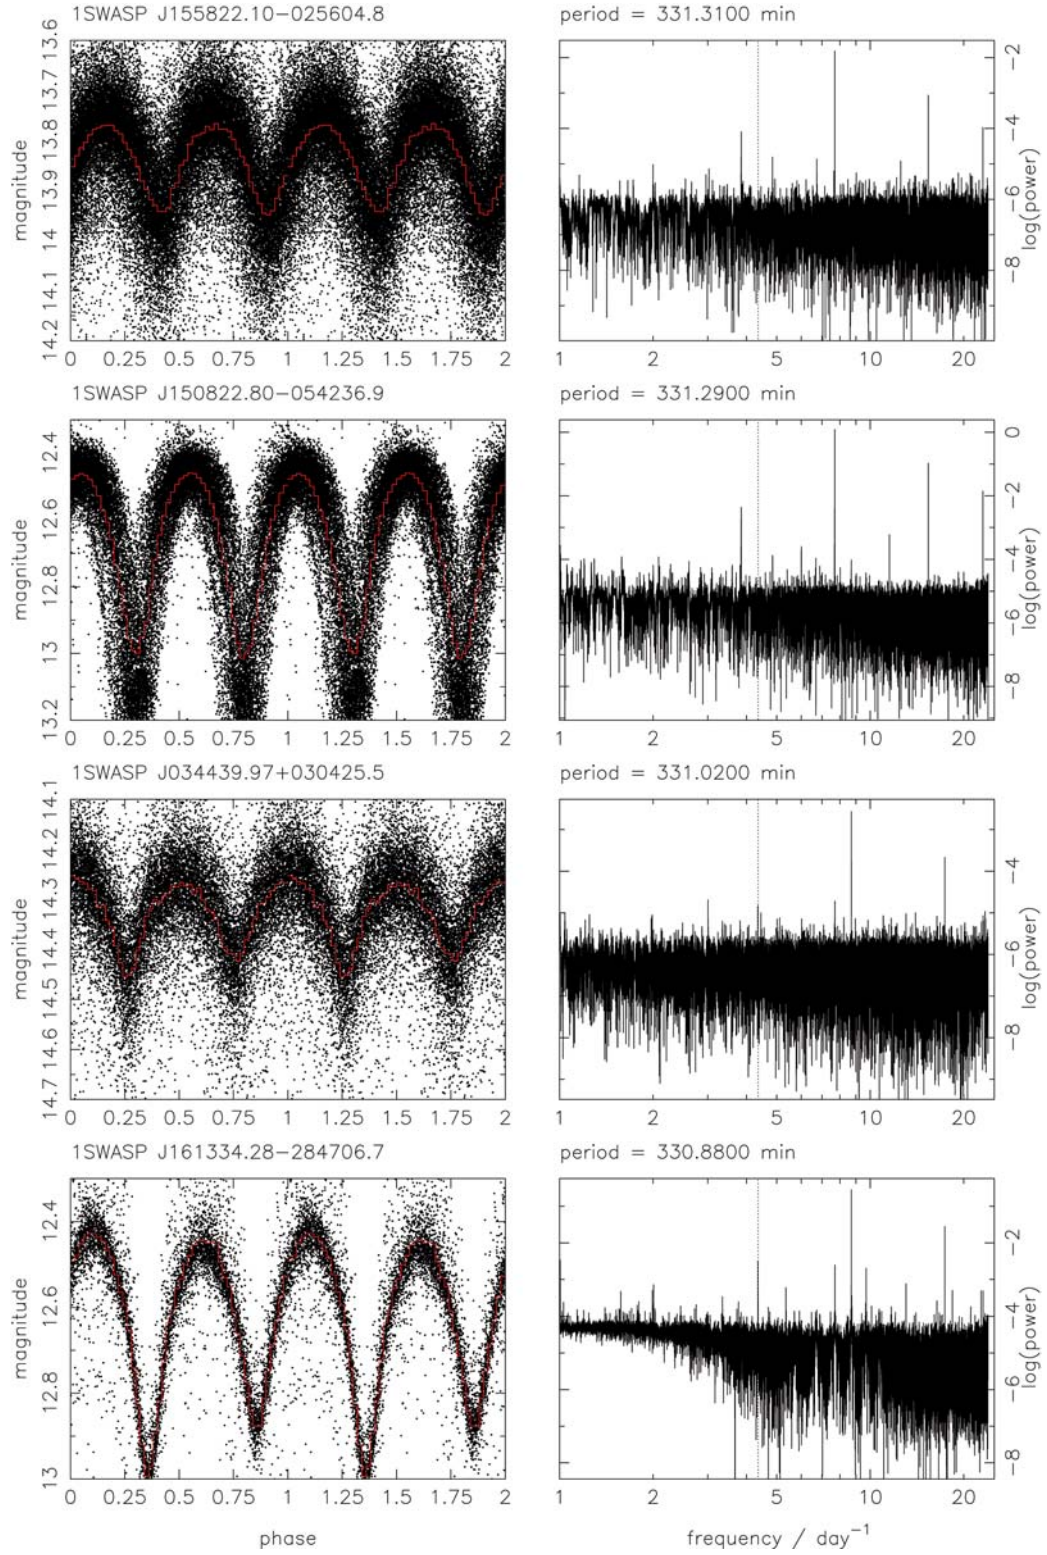 1SWASP J155822.10−025604.8
period = 331.3100 min
magnitude
13.6 13.7 13.8 13.9 14 14.1 14.2
0 0.25 0.5 0.75 1 1.25 1.5 1.75 2
1 2 5 10 20
−2 −4 −6 −8
log(power)
1SWASP J150822.80−054236.9
period = 331.2900 min
magnitude
12.4 12.6 12.8 13 13.2
0 0.25 0.5 0.75 1 1.25 1.5 1.75 2
1 2 5 10 20
0 −2 −4 −6 −8
log(power)
1SWASP J034439.97+030425.5
period = 331.0200 min
magnitude
14.1 14.2 14.3 14.4 14.5 14.6 14.7
0 0.25 0.5 0.75 1 1.25 1.5 1.75 2
1 2 5 10 20
−4 −6 −8
log(power)
1SWASP J161334.28−284706.7
period = 330.8800 min
magnitude
12.4 12.6 12.8 13
0 0.25 0.5 0.75 1 1.25 1.5 1.75 2
1 2 5 10 20
−2 −4 −6 −8
log(power)
phase
frequency / day⁻¹